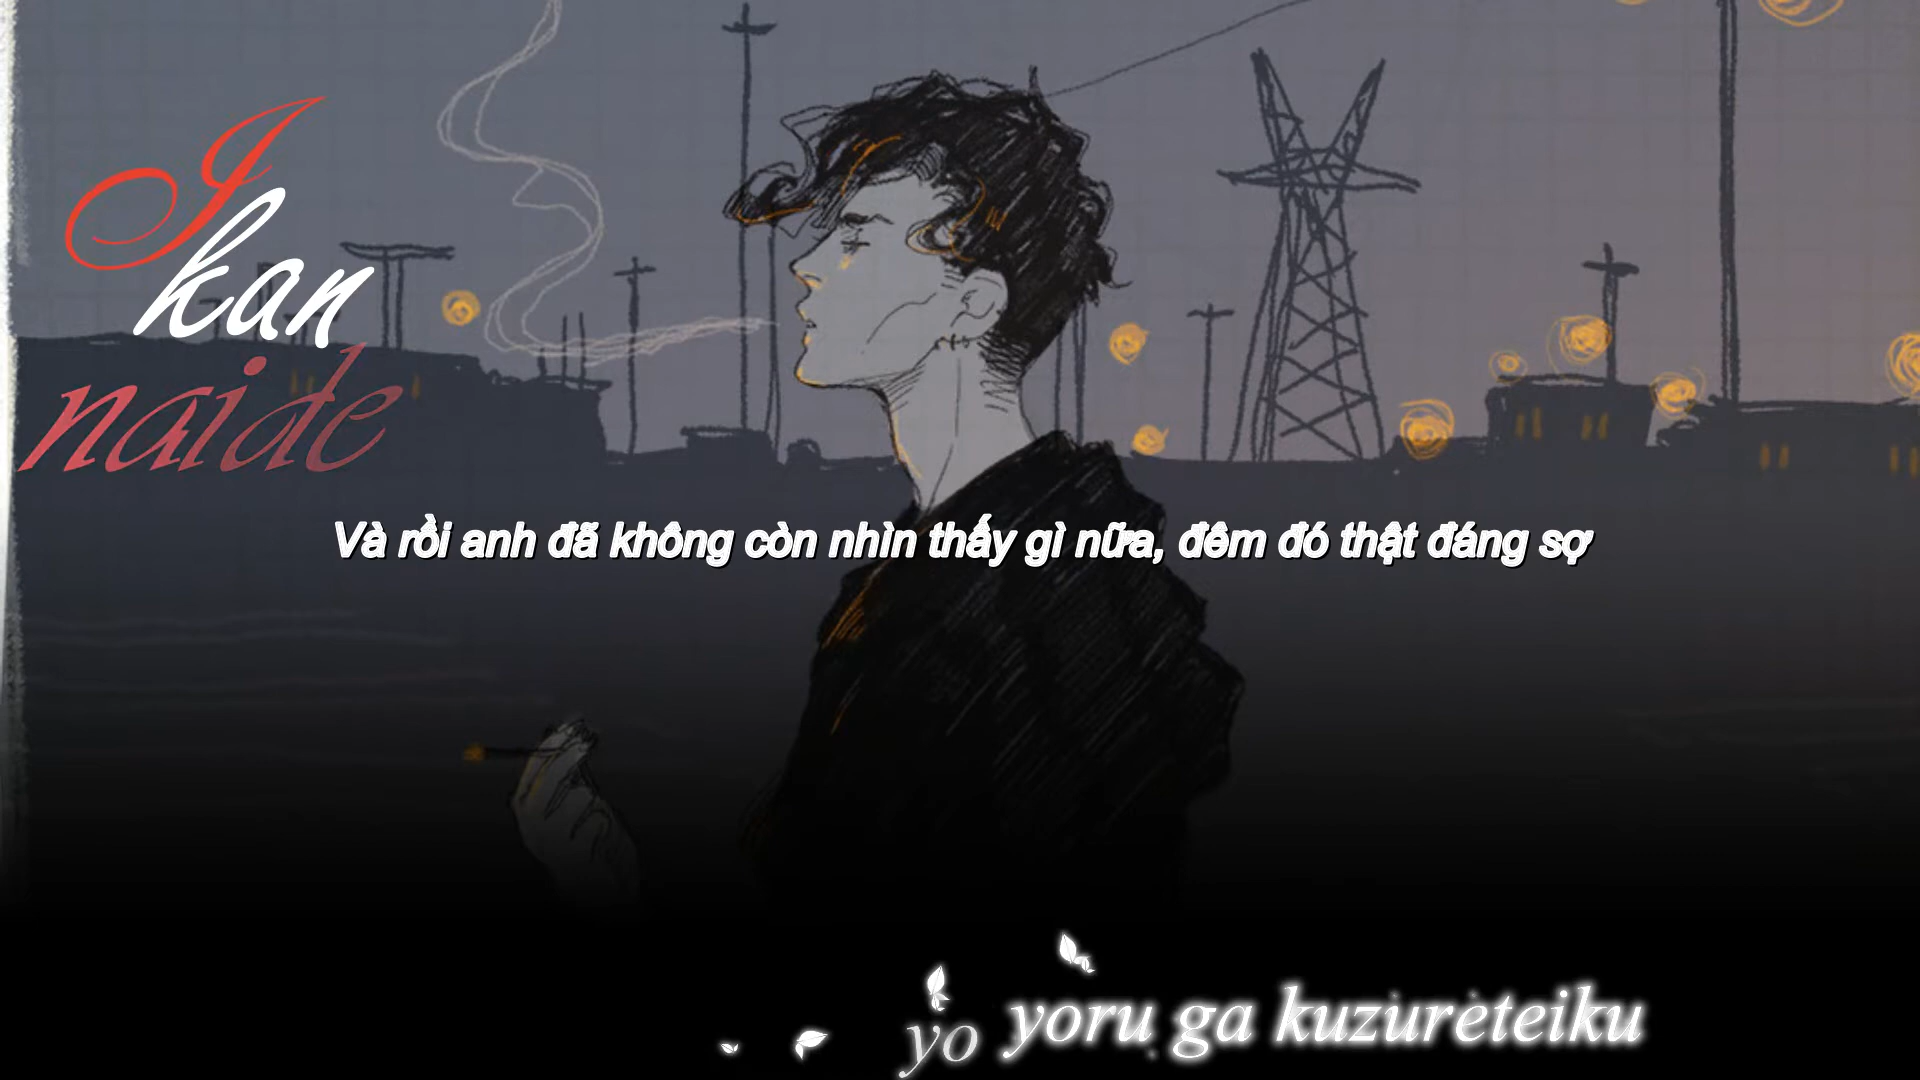 I
kan
naide
Và rồi anh đã không còn nhìn thấy gì nữa, đêm đó thật đáng sợ
yo yoru ga kuzureteiku